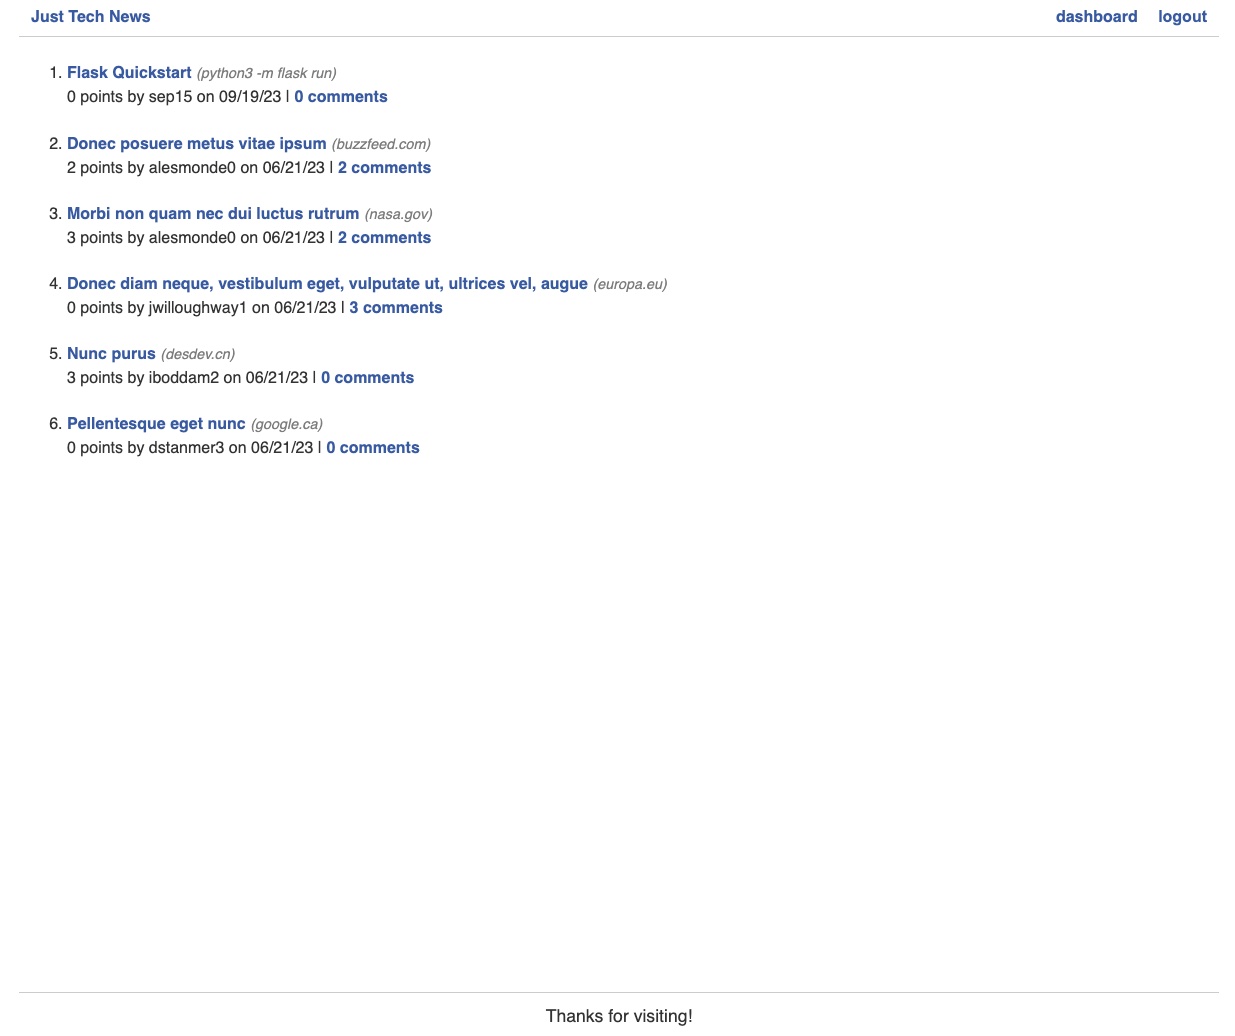 Just Tech News dashboard logout
1. Flask Quickstart (python3 -m flask run)
0 points by sep15 on 09/19/23 | 0 comments
2. Donec posuere metus vitae ipsum (buzzfeed.com)
2 points by alesmonde0 on 06/21/23 | 2 comments
3. Morbi non quam nec dui luctus rutrum (nasa.gov)
3 points by alesmonde0 on 06/21/23 | 2 comments
4. Donec diam neque, vestibulum eget, vulputate ut, ultrices vel, augue (europa.eu)
0 points by jwilloughway1 on 06/21/23 | 3 comments
5. Nunc purus (desdev.cn)
3 points by iboddam2 on 06/21/23 | 0 comments
6. Pellentesque eget nunc (google.ca)
0 points by dstanmer3 on 06/21/23 | 0 comments
Thanks for visiting!